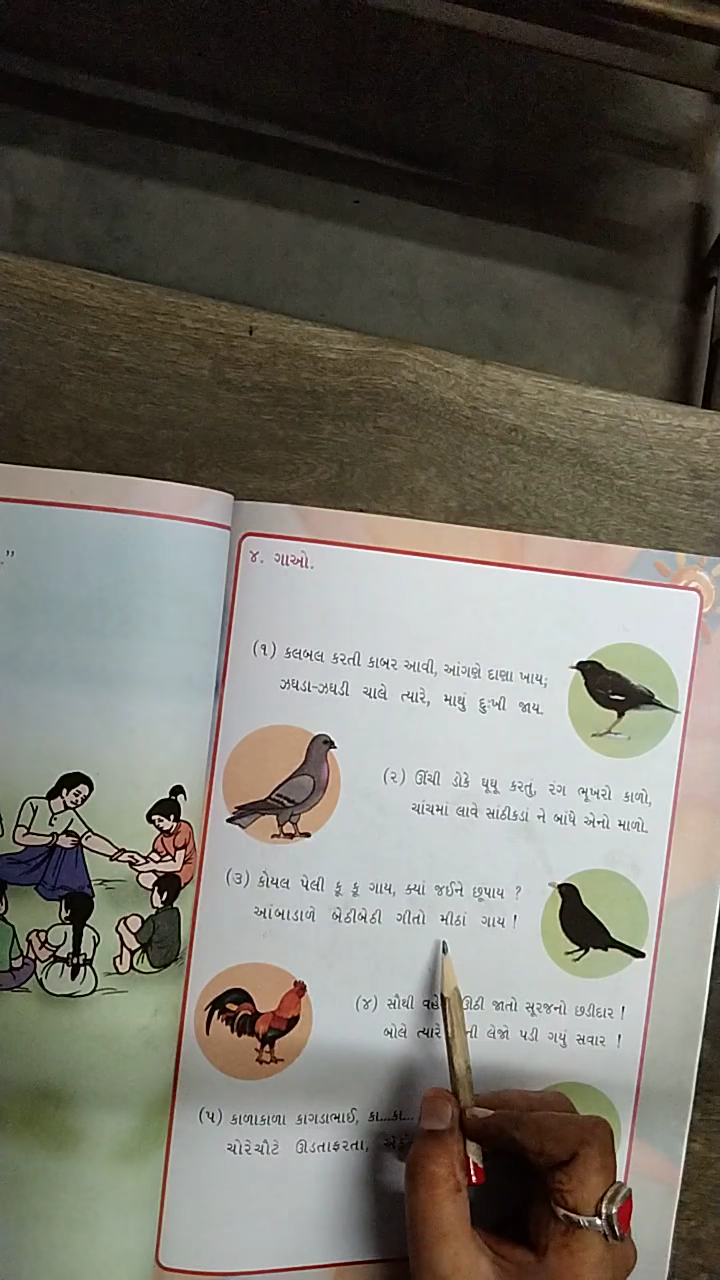 ."
૪. ગાઓ.
(૧) કલબલ કરતી કાબર આવી, આંગણે દાણા ખાય;
ઝઘડા-ઝઘડી ચાલે ત્યારે, માથું દુઃખી જાય.
(૨) ઊંચી ડોકે ઘૂઘૂ કરતું, રંગ ભૂખરો કાળો,
ચાંચમાં લાવે સાંઠીકડાં ને બાંધે એનો માળો.
(૩) કોયલ પેલી કૂ કૂ ગાય, ક્યાં જઈને છૂપાય ?
આંબાડાળે બેઠીબેઠી ગીતો મીઠાં ગાય !
(૪) સૌથી ઊઠી જાતો સૂરજનો છડીદાર !
બોલે ત્યારે લેજો પડી ગયું સવાર !
(૫) કાળાકાળા કાગડાભાઈ, કા...કા...
ચોરેચૌટે ઊડતાફરતા,